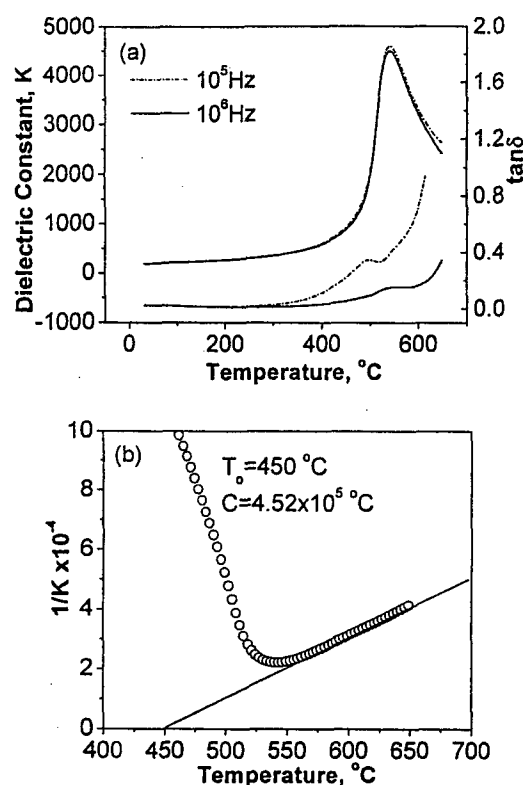 (a)
10⁵Hz
10⁶Hz
5000
4000
3000
2000
1000
0
-1000
Dielectric Constant, K
2.0
1.6
1.2
0.8
0.4
0.0
tanδ
0 200 400 600
Temperature, °C
(b)
T₀=450 °C
C=4.52x10⁵ °C
10
8
6
4
2
0
1/K x10⁻⁴
400 450 500 550 600 650 700
Temperature, °C